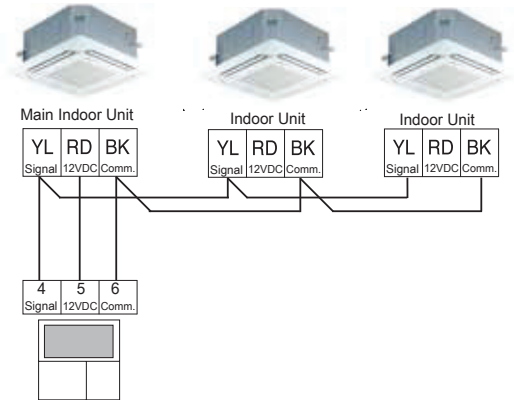 Main Indoor Unit
Indoor Unit
Indoor Unit
YL RD BK
Signal 12VDC Comm.
YL RD BK
Signal 12VDC Comm.
YL RD BK
Signal 12VDC Comm.
4 5 6
Signal 12VDC Comm.